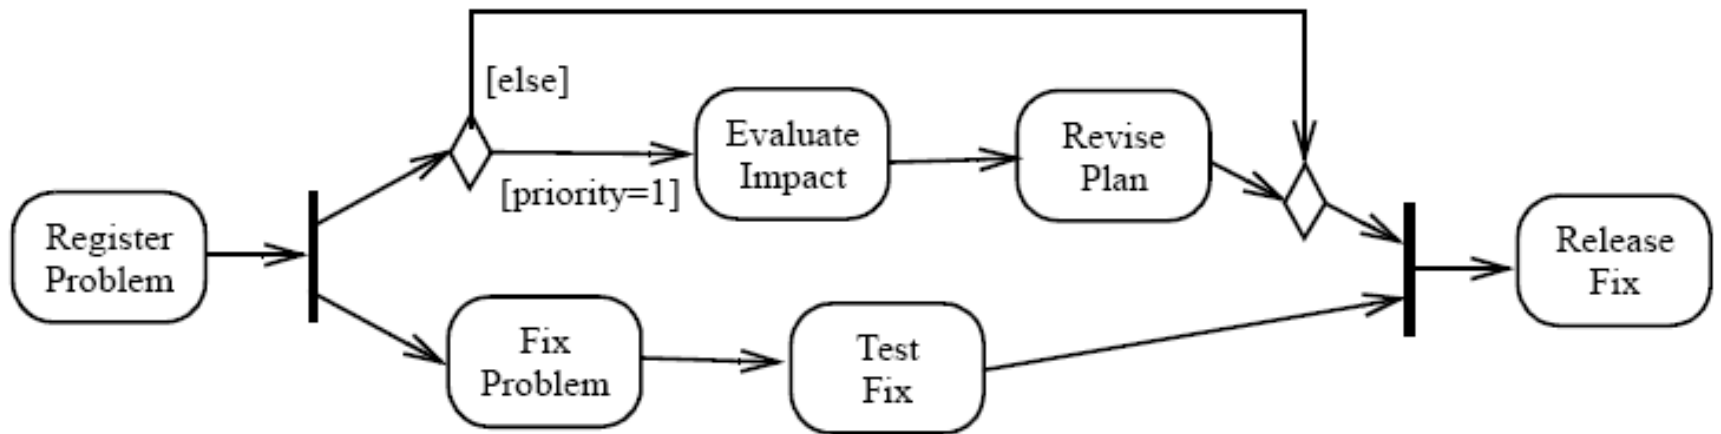 [else]
[priority=1]
Evaluate
Impact
Revise
Plan
Register
Problem
Fix
Problem
Test
Fix
Release
Fix